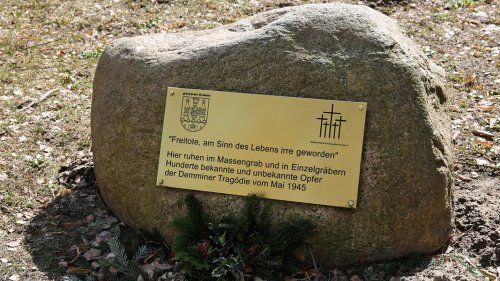 Hansestadt Demmin
"Freitote, am Sinn des Lebens irre geworden"
Hier ruhen im Massengrab und in Einzelgräbern
Hunderte bekannte und unbekannte Opfer
der Demminer Tragödie vom Mai 1945